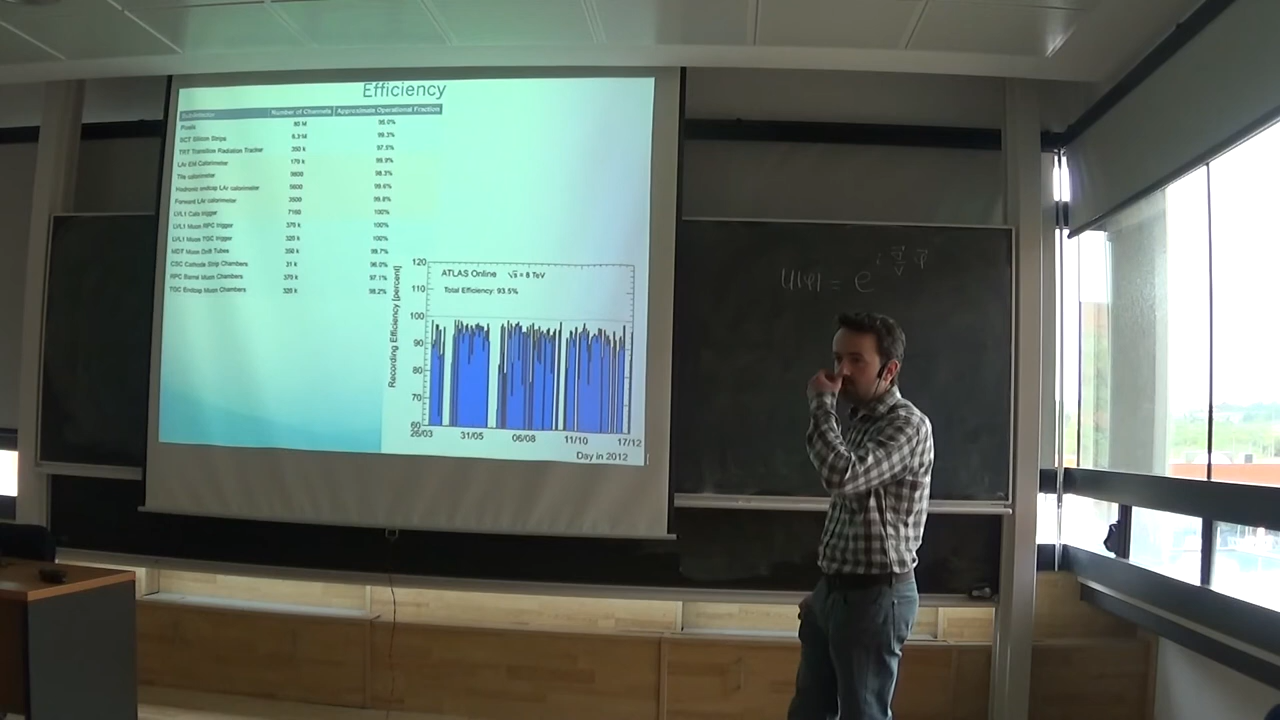 Efficiency
Subdetector Number of Channels Approximate Operational Fraction
Pixels 80 M 95.0%
SCT Silicon Strips 6.3 M 99.3%
TRT Transition Radiation Tracker 350 k 97.5%
LAr EM Calorimeter 170 k 99.9%
Tile calorimeter 9800 98.3%
Hadronic endcap LAr calorimeter 5600 99.6%
Forward LAr calorimeter 3500 99.8%
LVL1 Calo trigger 7160 100%
LVL1 Muon RPC trigger 370 k 100%
LVL1 Muon TGC trigger 320 k 100%
MDT Muon Drift Tubes 350 k 99.7%
CSC Cathode Strip Chambers 31 k 96.0%
RPC Barrel Muon Chambers 370 k 97.1%
TGC Endcap Muon Chambers 320 k 98.2%
Recording Efficiency [percent]
120
110
100
90
80
70
60
ATLAS Online √s = 8 TeV
Total Efficiency: 93.5%
26/03 31/05 06/08 11/10 17/12
Day in 2012